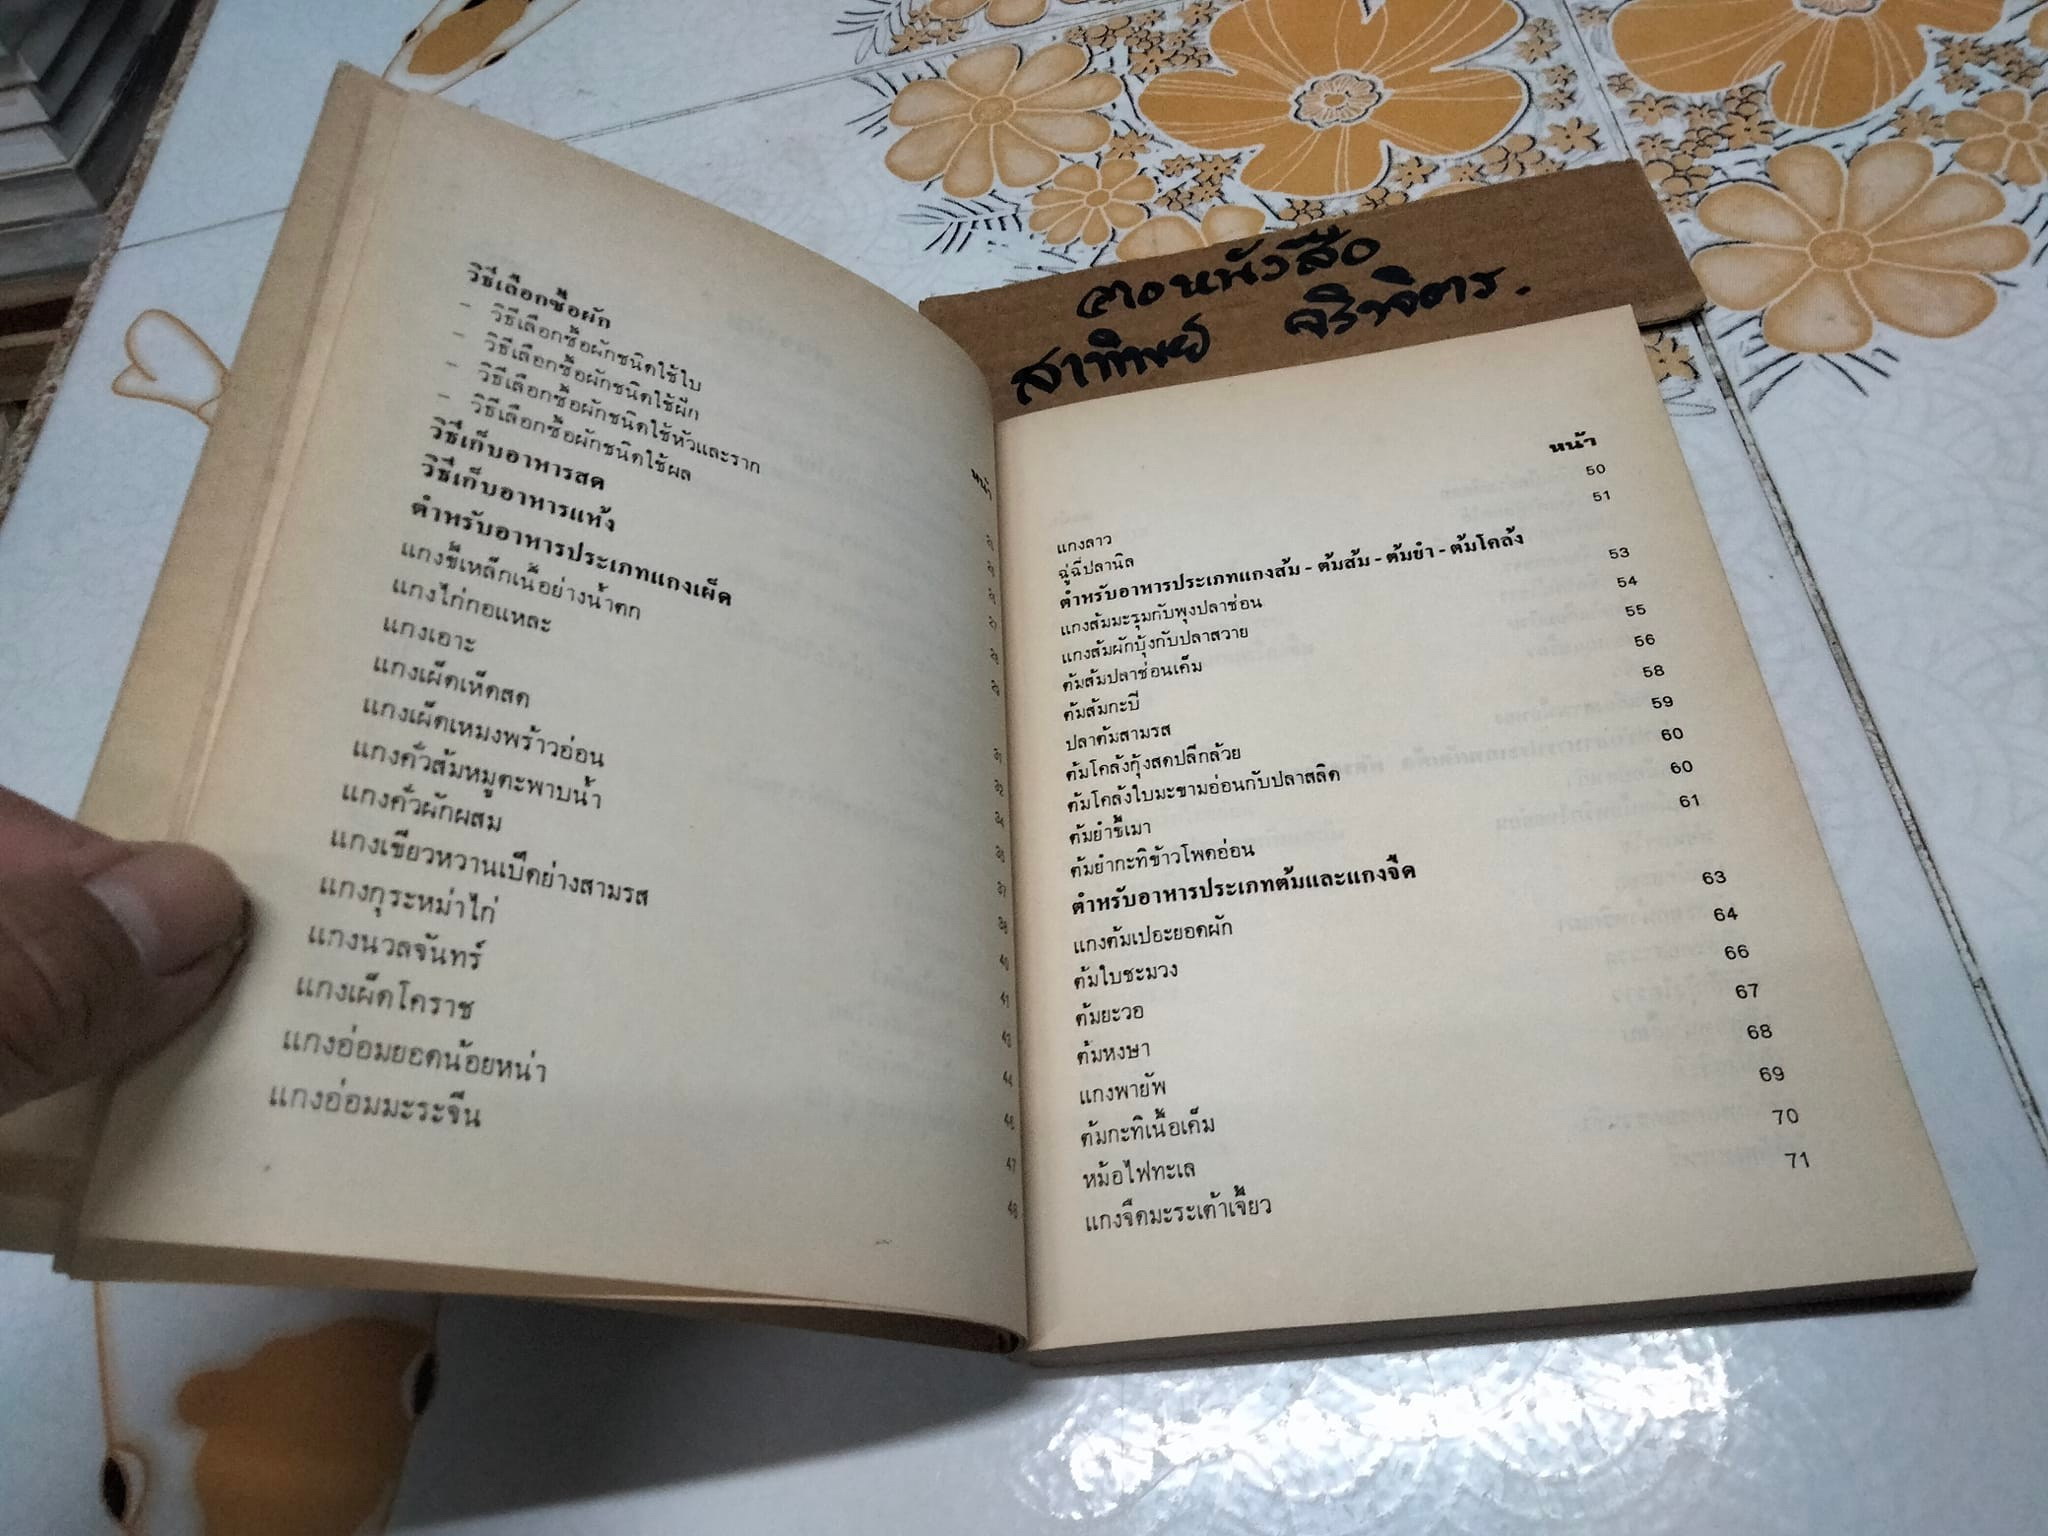 วิธีเลือกซื้อผัก
- วิธีเลือกซื้อผักชนิดใช้ใบ
- วิธีเลือกซื้อผักชนิดใช้ฝัก
- วิธีเลือกซื้อผักชนิดใช้หัวและราก
- วิธีเลือกซื้อผักชนิดใช้ผล
วิธีเก็บอาหารสด
วิธีเก็บอาหารแห้ง
ตำหรับอาหารประเภทแกงเผ็ด
แกงขี้เหล็กเนื้อย่างน้ำตก
แกงไก่กอแหละ
แกงเอาะ
แกงเผ็ดเห็ดสด
แกงเผ็ดเหมงพร้าวอ่อน
แกงคั่วส้มหมูตะพาบน้ำ
แกงคั่วผักผสม
แกงเขียวหวานเป็ดย่างสามรส
แกงกุระหม่าไก่
แกงนวลจันทร์
แกงเผ็ดโคราช
แกงอ่อมยอดน้อยหน่า
แกงอ่อมมะระจีน
หน้า
31
32
34
35
37
38
40
41
43
44
46
47
48
สาทิพย์
หน้า
แกงลาว 50
ฉู่ฉี่ปลานิล 51
ตำหรับอาหารประเภทแกงส้ม - ต้มส้ม - ต้มยำ - ต้มโคล้ง
แกงส้มมะรุมกับพุงปลาช่อน 53
แกงส้มผักบุ้งกับปลาสวาย 54
ต้มส้มปลาช่อนเค็ม 55
ต้มส้มกะบี 56
ปลาต้มสามรส 58
ต้มโคล้งกุ้งสดปลีกล้วย 59
ต้มโคล้งใบมะขามอ่อนกับปลาสลิด 60
ต้มยำขี้เมา 60
ต้มยำกะทิข้าวโพดอ่อน 61
ตำหรับอาหารประเภทต้มและแกงจืด
แกงต้มเปอะยอดผัก 63
ต้มใบชะมวง 64
ต้มยะวอ 66
ต้มหงษา 67
แกงพายัพ 68
ต้มกะทิเนื้อเค็ม 69
หม้อไฟทะเล 70
แกงจืดมะระเต้าเจี้ยว 71